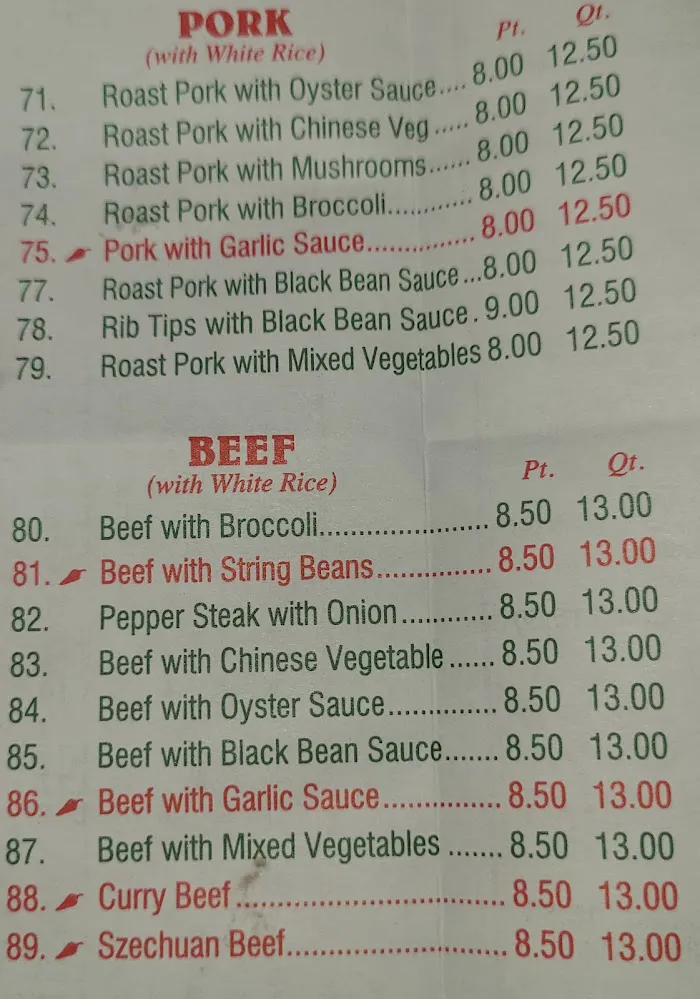 PORK
(with White Rice) Pt. Qt.
71. Roast Pork with Oyster Sauce.... 8.00 12.50
72. Roast Pork with Chinese Veg ..... 8.00 12.50
73. Roast Pork with Mushrooms...... 8.00 12.50
74. Roast Pork with Broccoli............ 8.00 12.50
75. Pork with Garlic Sauce............... 8.00 12.50
77. Roast Pork with Black Bean Sauce ...8.00 12.50
78. Rib Tips with Black Bean Sauce . 9.00 12.50
79. Roast Pork with Mixed Vegetables 8.00 12.50
BEEF
(with White Rice) Pt. Qt.
80. Beef with Broccoli....................... 8.50 13.00
81. Beef with String Beans............... 8.50 13.00
82. Pepper Steak with Onion............ 8.50 13.00
83. Beef with Chinese Vegetable ...... 8.50 13.00
84. Beef with Oyster Sauce.............. 8.50 13.00
85. Beef with Black Bean Sauce....... 8.50 13.00
86. Beef with Garlic Sauce............... 8.50 13.00
87. Beef with Mixed Vegetables ....... 8.50 13.00
88. Curry Beef.................................. 8.50 13.00
89. Szechuan Beef........................... 8.50 13.00